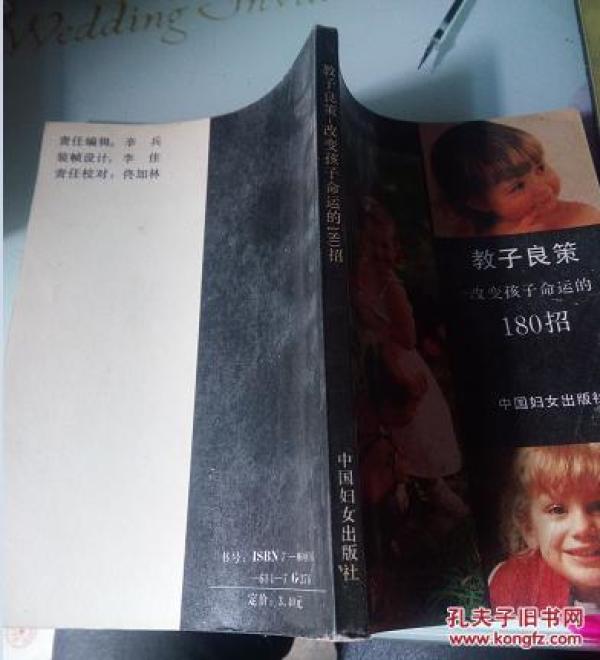 Wedding
责任编辑：李 兵
装帧设计：李 佳
责任校对：佟加林
教子良策-改变孩子命运的180招
中国妇女出版社
书号：ISBN 7-80016
-614-7 G·376
定价：3.40元
教子良策
-改变孩子命运的
180招
中国妇女出版社
孔夫子旧书网
www.kongfz.com